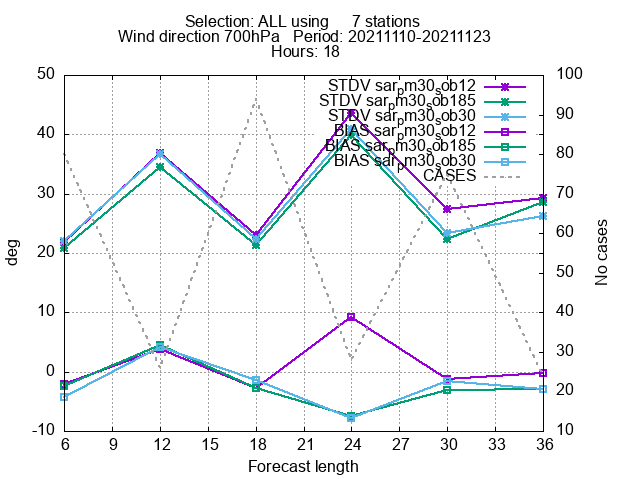 Selection: ALL using 7 stations
Wind direction 700hPa Period: 20211110-20211123
Hours: 18
50 100
STDV sar_pm30_sob12
STDV sar_pm30_sob185
STDV sar_pm30_sob30
BIAS sar_pm30_sob12
BIAS sar_pm30_sob185
BIAS sar_pm30_sob30
CASES
90
40
80
30
70
60
20
50
10
40
30
0
20
-10 10
deg
No cases
6 9 12 15 18 21 24 27 30 33 36
Forecast length